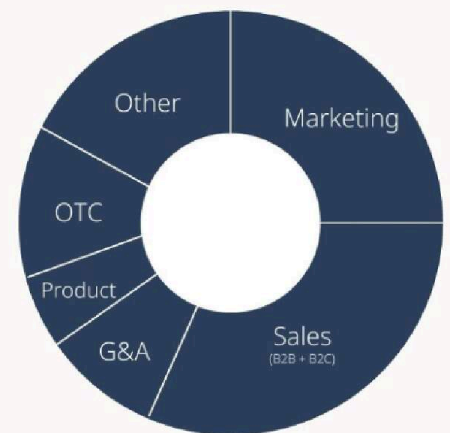 Other
Marketing
OTC
Product
G&A
Sales
(B2B + B2C)